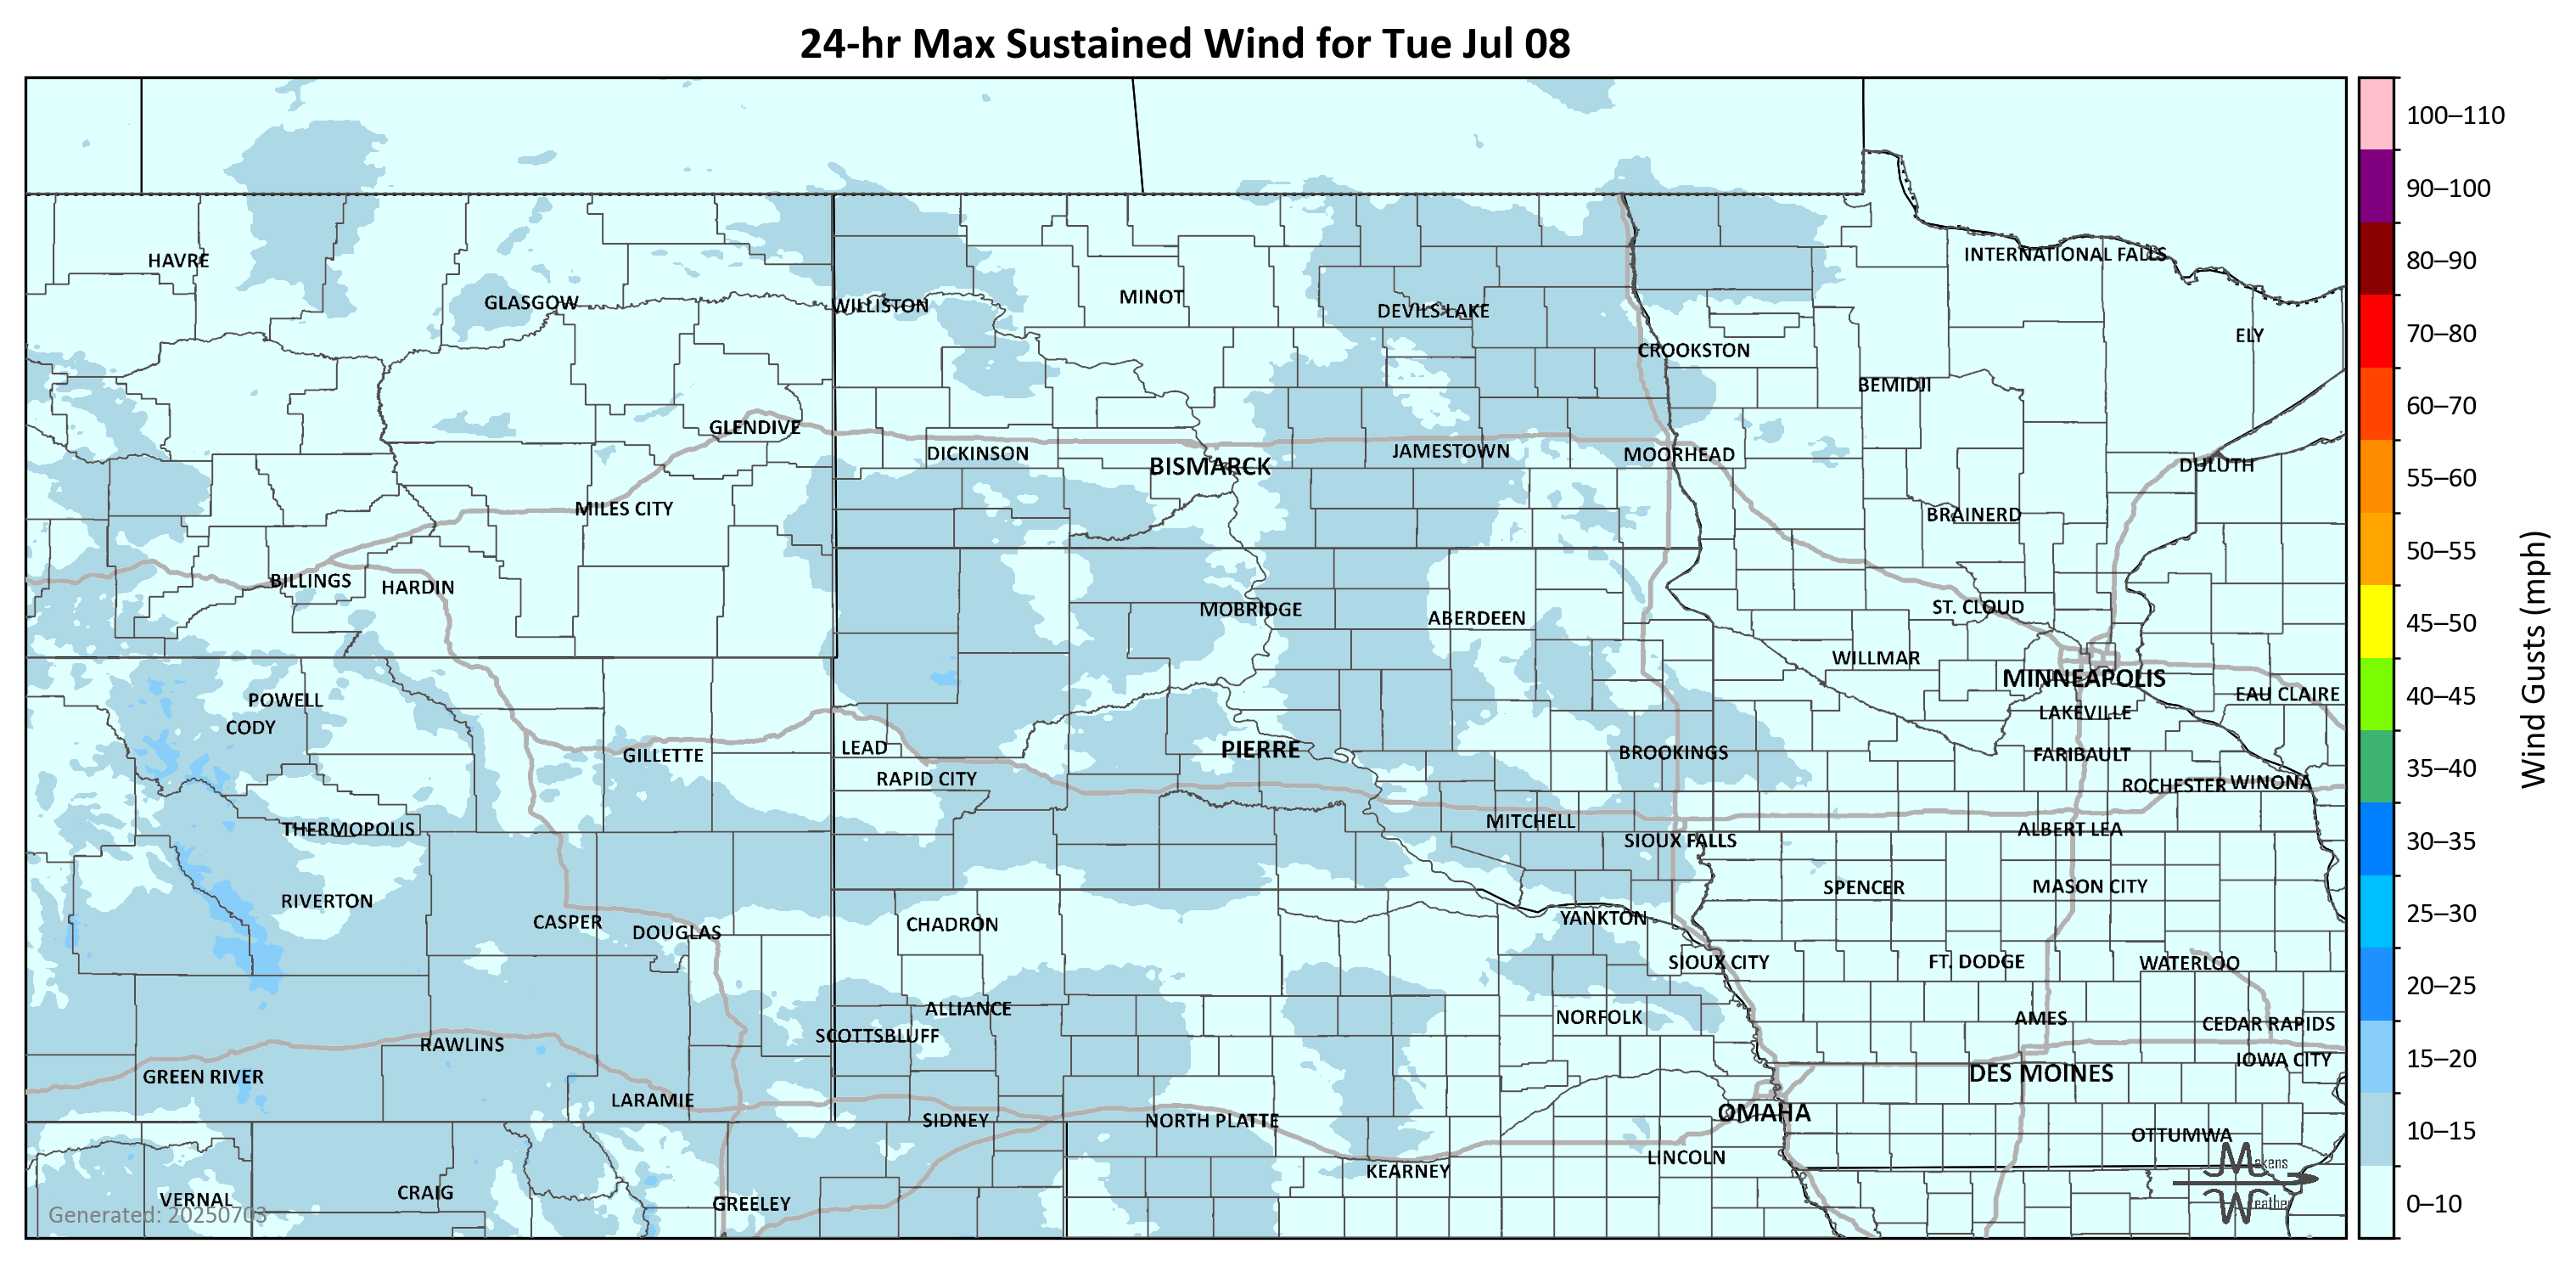 24-hr Max Sustained Wind for Tue Jul 08
100–110
90–100
80–90
70–80
60–70
55–60
50–55
45–50
40–45
35–40
30–35
25–30
20–25
15–20
10–15
0–10
Wind Gusts (mph)
HAVRE
INTERNATIONAL FALLS
GLASGOW
WILLISTON
MINOT
DEVILS LAKE
ELY
CROOKSTON
BEMIDJI
GLENDIVE
DICKINSON
BISMARCK
JAMESTOWN
MOORHEAD
DULUTH
MILES CITY
BRAINERD
BILLINGS
HARDIN
MOBRIDGE
ABERDEEN
ST. CLOUD
WILLMAR
MINNEAPOLIS
EAU CLAIRE
POWELL
CODY
LAKEVILLE
GILLETTE
LEAD
PIERRE
BROOKINGS
FARIBAULT
RAPID CITY
ROCHESTER
WINONA
THERMOPOLIS
MITCHELL
SIOUX FALLS
ALBERT LEA
RIVERTON
SPENCER
MASON CITY
CASPER
DOUGLAS
CHADRON
YANKTON
SIOUX CITY
FT. DODGE
WATERLOO
ALLIANCE
SCOTTSBLUFF
NORFOLK
AMES
CEDAR RAPIDS
RAWLINS
IOWA CITY
GREEN RIVER
DES MOINES
LARAMIE
SIDNEY
NORTH PLATTE
OMAHA
OTTUMWA
KEARNEY
LINCOLN
VERNAL
CRAIG
GREELEY
Generated: 20250703
Makens
Weather